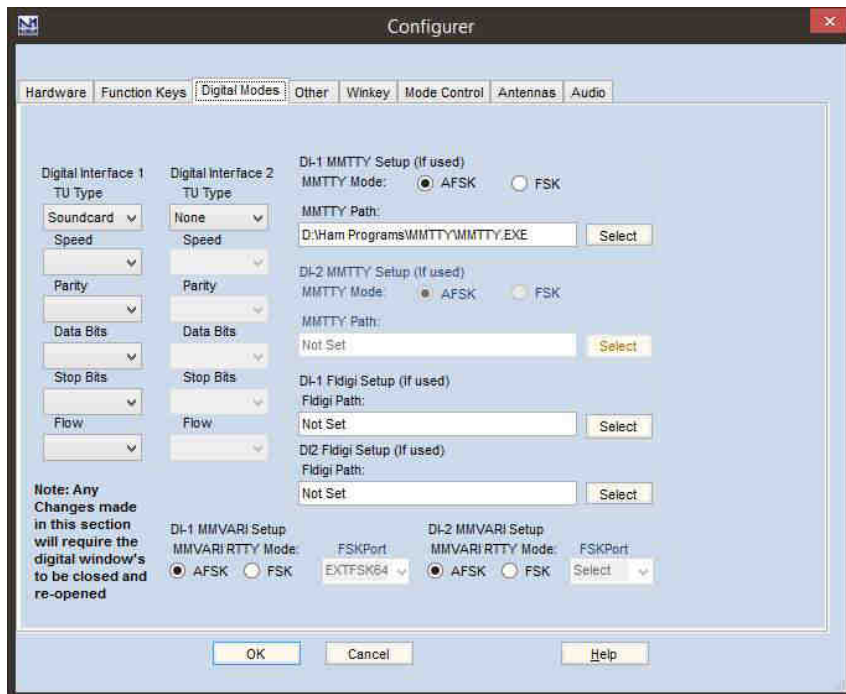 Configurer
Hardware Function Keys Digital Modes Other Winkey Mode Control Antennas Audio
Digital Interface 1
TU Type
Soundcard
Speed
Parity
Data Bits
Stop Bits
Flow
Digital Interface 2
TU Type
None
Speed
Parity
Data Bits
Stop Bits
Flow
DI-1 MMTTY Setup (If used)
MMTTY Mode: AFSK FSK
MMTTY Path:
D:\Ham Programs\MMTTY\MMTTY.EXE Select
DI-2 MMTTY Setup (If used)
MMTTY Mode: AFSK FSK
MMTTY Path:
Not Set Select
DI-1 Fldigi Setup (If used)
Fldigi Path:
Not Set Select
DI2 Fldigi Setup (If used)
Fldigi Path:
Not Set Select
Note: Any
Changes made
in this section
will require the
digital window's
to be closed and
re-opened
DI-1 MMVARI Setup
MMVARI RTTY Mode: FSKPort
AFSK FSK EXTFSK64
DI-2 MMVARI Setup
MMVARI RTTY Mode: FSKPort
AFSK FSK Select
OK Cancel Help